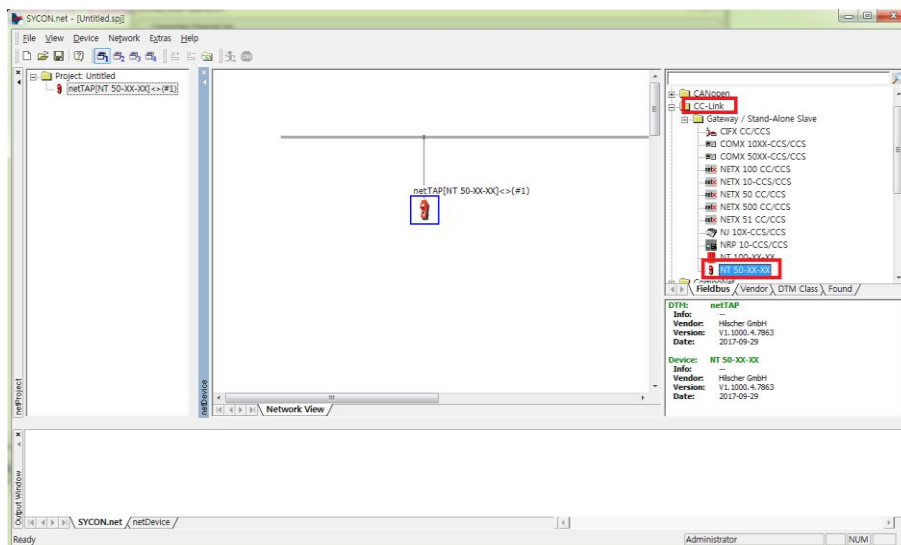 SYCON.net - [Untitled.spj]
File View Device Network Extras Help
Project: Untitled
netTAP[NT 50-XX-XX]<>(#1)
netProject
netTAP[NT 50-XX-XX]<>(#1)
netDevice
Network View
CANopen
CC-Link
Gateway / Stand-Alone Slave
CIFX CC/CCS
COMX 10XX-CCS/CCS
COMX 50XX-CCS/CCS
NETX 100 CC/CCS
NETX 10-CCS/CCS
NETX 50 CC/CCS
NETX 500 CC/CCS
NETX 51 CC/CCS
NJ 10X-CCS/CCS
NRP 10-CCS/CCS
NT 100-XX-XX
NT 50-XX-XX
CompoNet
Fieldbus Vendor DTM Class Found
DTM: netTAP
Info: --
Vendor: Hilscher GmbH
Version: V1.1000.4.7863
Date: 2017-09-29
Device: NT 50-XX-XX
Info: --
Vendor: Hilscher GmbH
Version: V1.1000.4.7863
Date: 2017-09-29
Output Window
SYCON.net netDevice
Ready
Administrator NUM